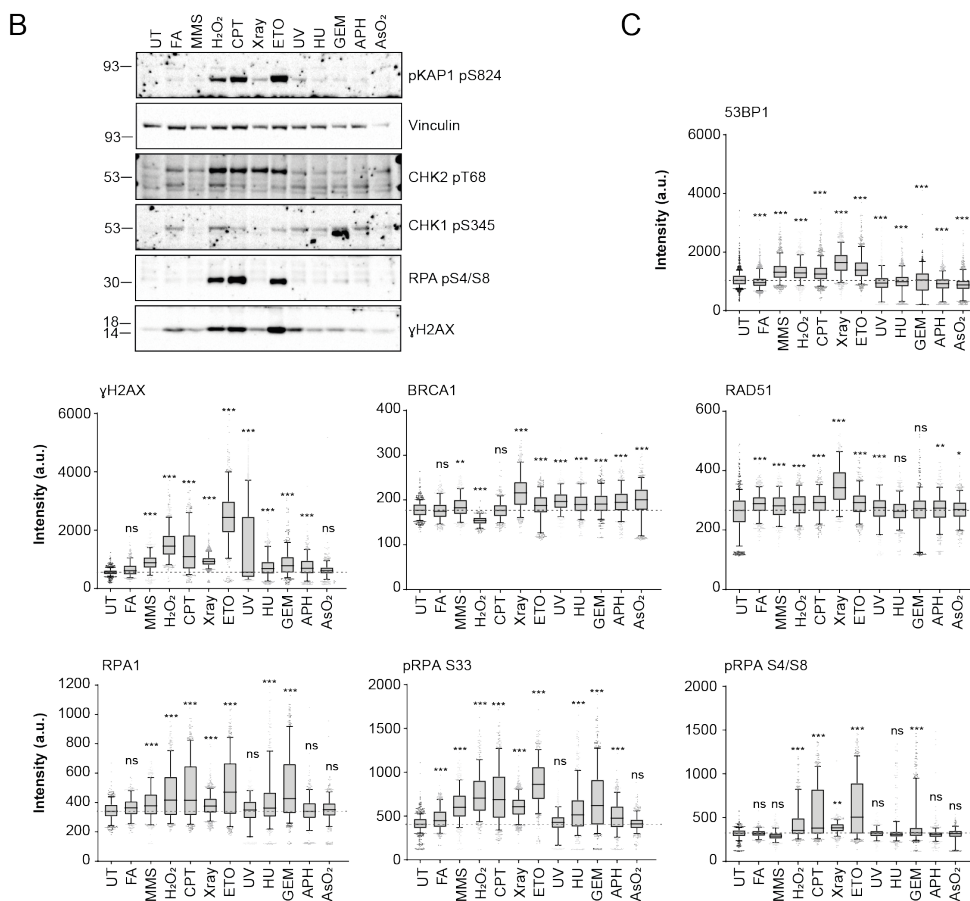 B
UT FA MMS H₂O₂ CPT Xray ETO UV HU GEM APH AsO₂
93 pKAP1 pS824
Vinculin
93
53 CHK2 pT68
53 CHK1 pS345
30 RPA pS4/S8
18
14 ɣH2AX
C
53BP1
Intensity (a.u.)
6000
4000
2000
0
*** *** *** *** *** *** *** *** *** *** ***
UT FA MMS H₂O₂ CPT Xray ETO UV HU GEM APH AsO₂
ɣH2AX
Intensity (a.u.)
6000
4000
2000
0
ns *** *** *** *** *** *** *** *** *** ns
UT FA MMS H₂O₂ CPT Xray ETO UV HU GEM APH AsO₂
BRCA1
400
300
200
100
0
ns ** *** ns *** *** *** *** *** *** ***
UT FA MMS H₂O₂ CPT Xray ETO UV HU GEM APH AsO₂
RAD51
600
400
200
0
*** *** *** *** *** *** *** ns ns ** *
UT FA MMS H₂O₂ CPT Xray ETO UV HU GEM APH AsO₂
RPA1
Intensity (a.u.)
1200
1000
800
600
400
200
0
ns *** *** *** *** *** ns *** *** ns ns
UT FA MMS H₂O₂ CPT Xray ETO UV HU GEM APH AsO₂
pRPA S33
2000
1500
1000
500
0
*** *** *** *** *** *** ns *** *** *** ns
UT FA MMS H₂O₂ CPT Xray ETO UV HU GEM APH AsO₂
pRPA S4/S8
2000
1500
1000
500
0
ns ns *** *** ** *** ns ns *** ns ns
UT FA MMS H₂O₂ CPT Xray ETO UV HU GEM APH AsO₂